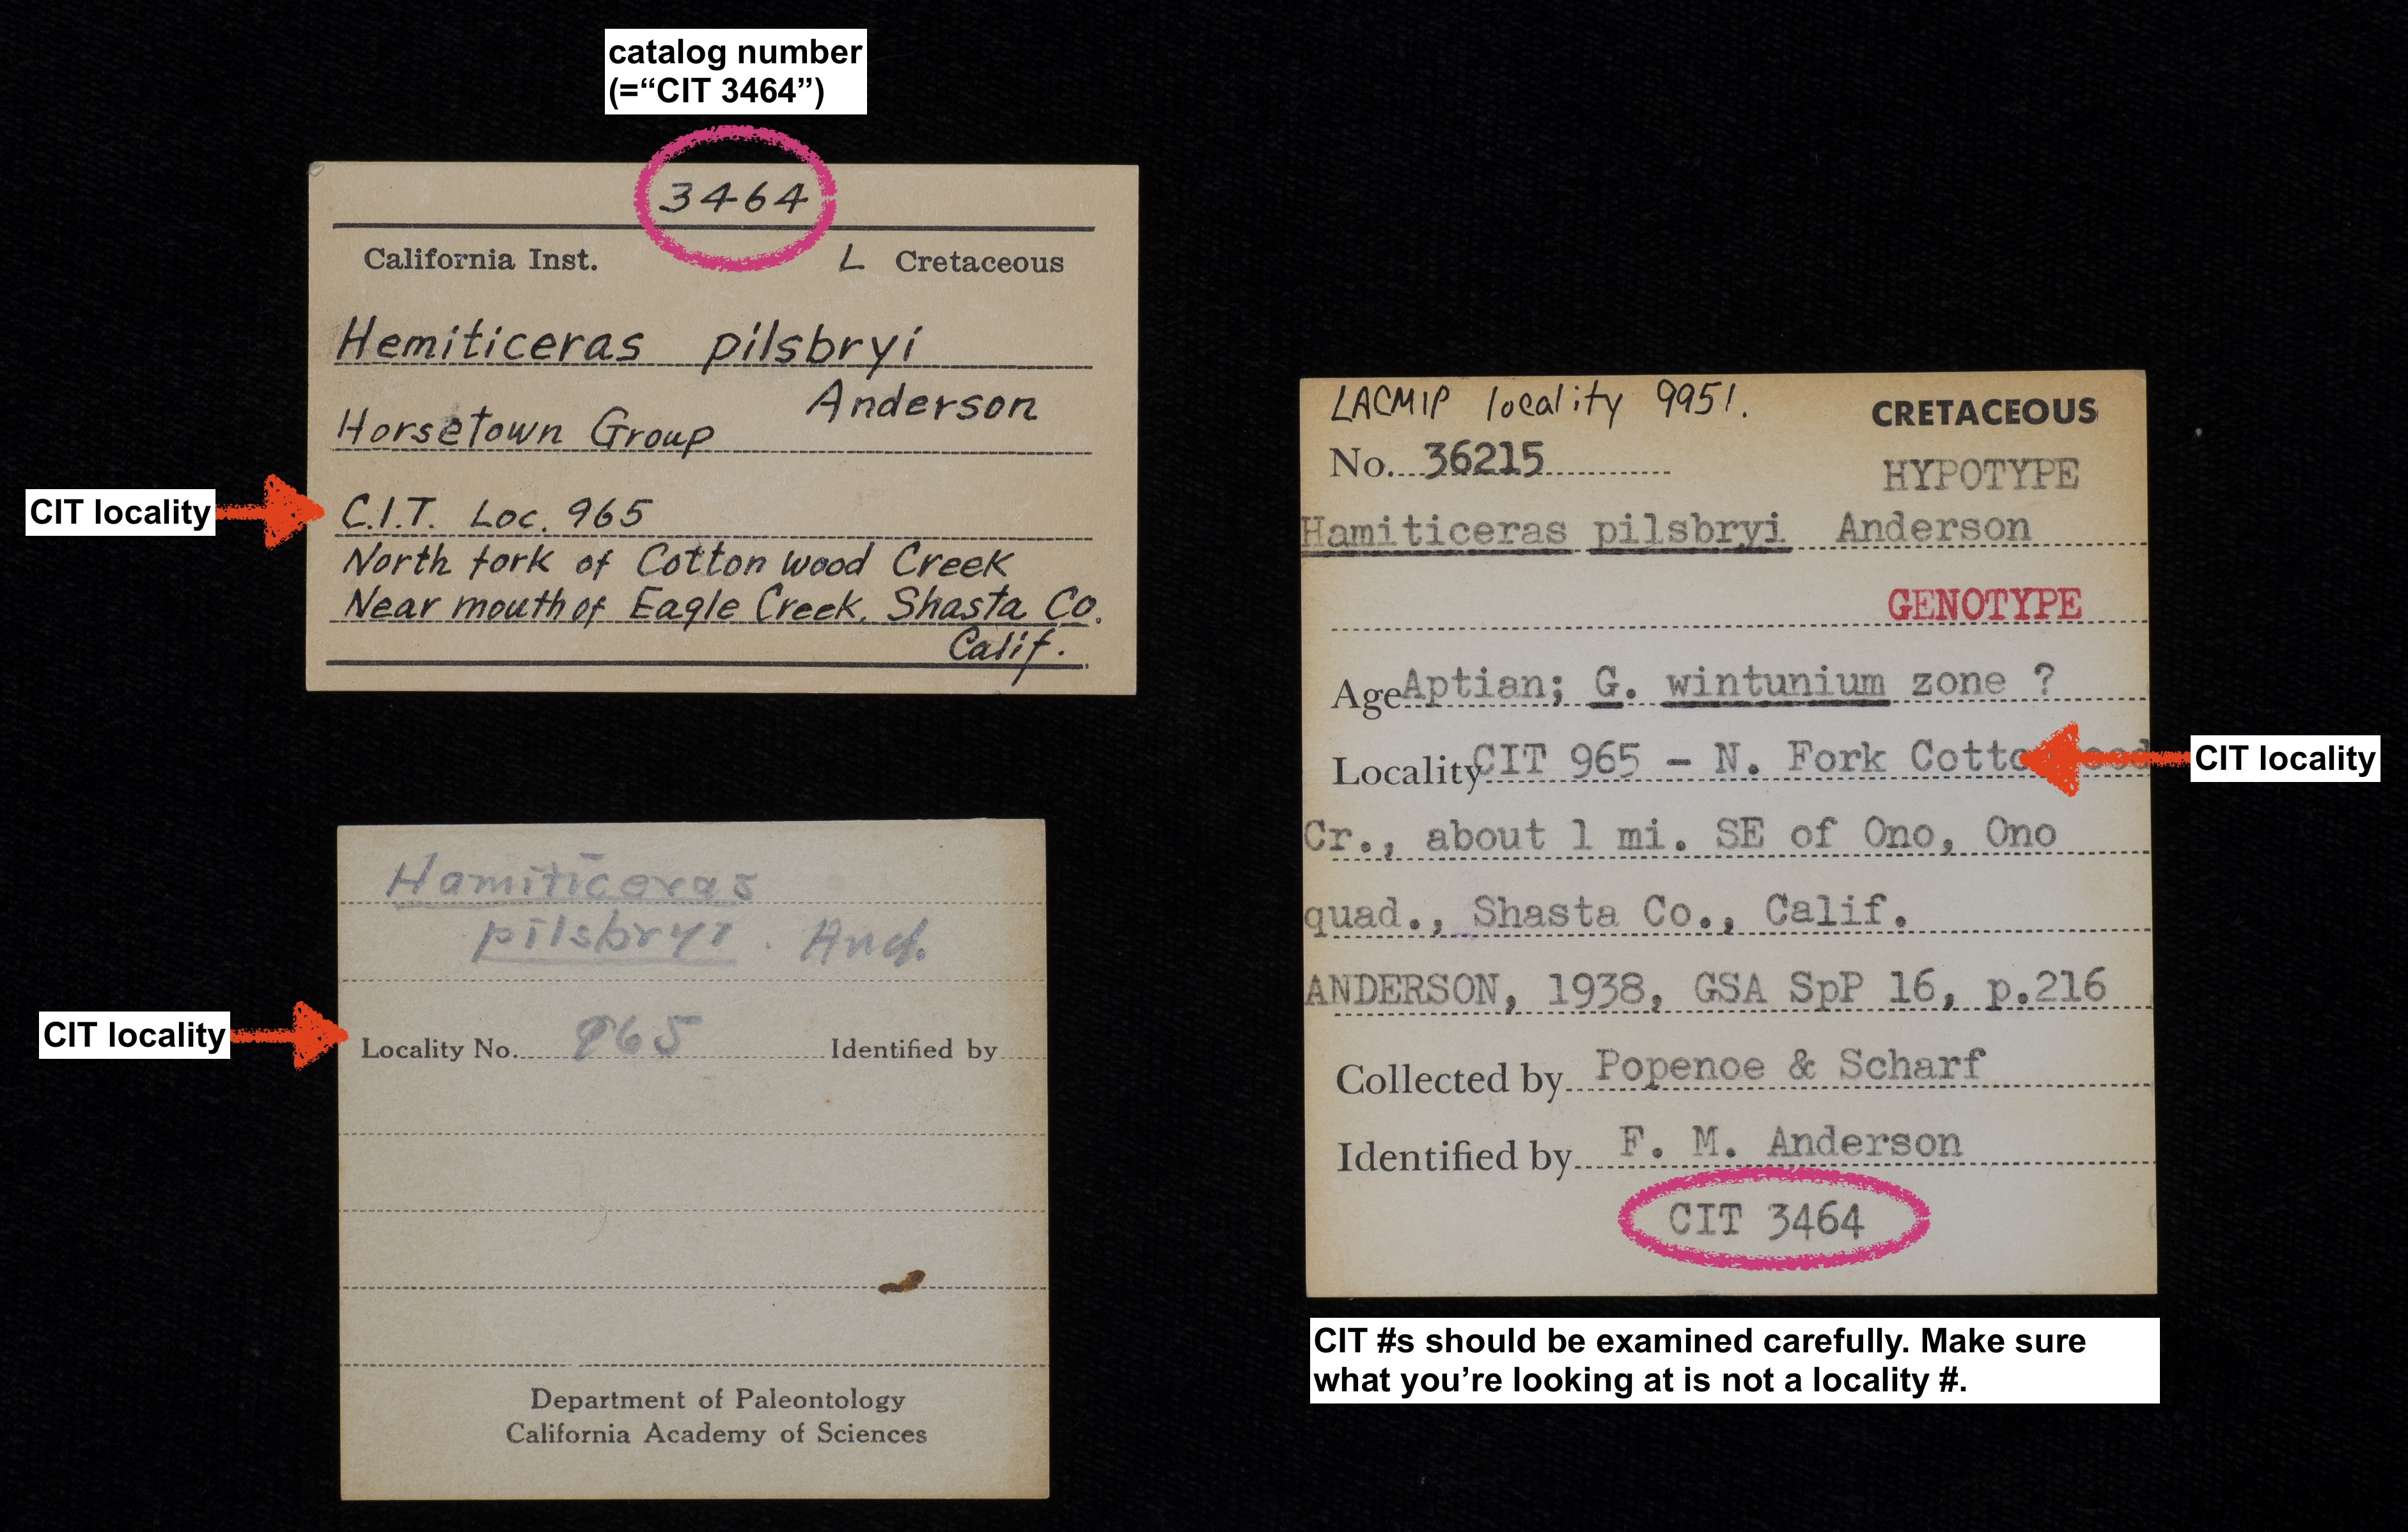 catalog number
(=“CIT 3464”)
3464
California Inst. L Cretaceous
Hemiticeras pilsbryi
Anderson
Horsetown Group
CIT locality
C.I.T. Loc. 965
North fork of Cotton wood Creek
Near mouth of Eagle Creek, Shasta Co.
Calif.
Hamiticeras
pilsbryi. And.
CIT locality
Locality No. 965 Identified by
Department of Paleontology
California Academy of Sciences
LACMIP locality 9951.
CRETACEOUS
No. 36215
HYPOTYPE
Hamiticeras pilsbryi Anderson
GENOTYPE
Age Aptian; G. wintunium zone ?
Locality CIT 965 - N. Fork
CIT locality
Cr., about 1 mi. SE of Ono, Ono
quad., Shasta Co., Calif.
ANDERSON, 1938, GSA SpP 16, p.216
Collected by Popenoe & Scharf
Identified by F. M. Anderson
CIT 3464
CIT #s should be examined carefully. Make sure
what you’re looking at is not a locality #.